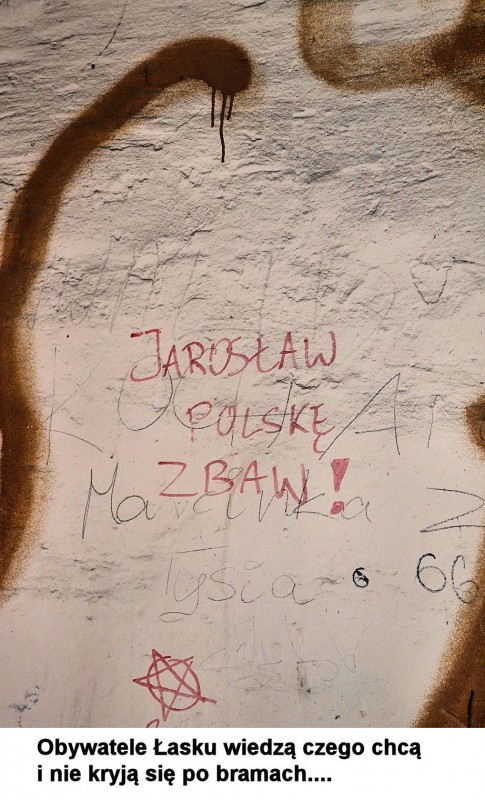 JAROSŁAW
POLSKĘ
ZBAW!
Marcinka
Tysia
66
Obywatele Łasku wiedzą czego chcą
i nie kryją się po bramach....